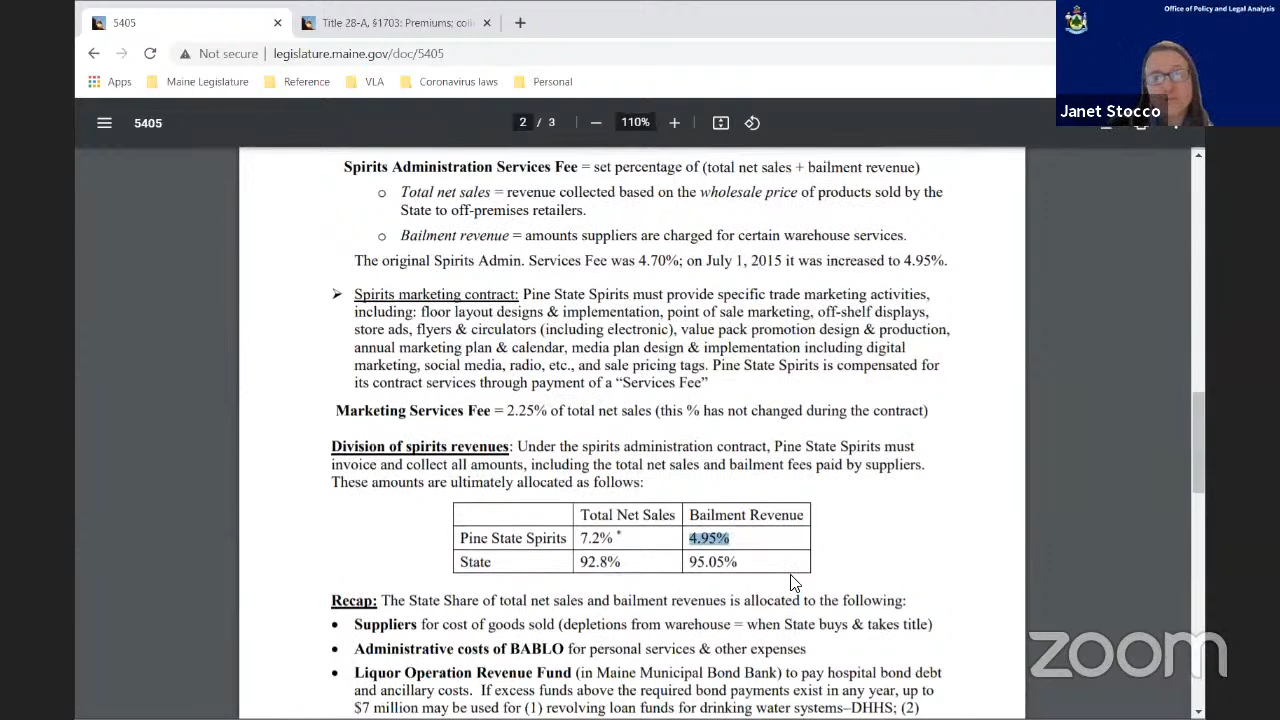 5405
Title 28-A, §1703: Premiums; coll
Office of Policy and Legal Analysis
Not secure | legislature.maine.gov/doc/5405
Apps
Maine Legislature
Reference
VLA
Coronavirus laws
Personal
Janet Stocco
5405
2 / 3
110%
Spirits Administration Services Fee = set percentage of (total net sales + bailment revenue)
o Total net sales = revenue collected based on the wholesale price of products sold by the
State to off-premises retailers.
o Bailment revenue = amounts suppliers are charged for certain warehouse services.
The original Spirits Admin. Services Fee was 4.70%; on July 1, 2015 it was increased to 4.95%.
➢ Spirits marketing contract: Pine State Spirits must provide specific trade marketing activities,
including: floor layout designs & implementation, point of sale marketing, off-shelf displays,
store ads, flyers & circulators (including electronic), value pack promotion design & production,
annual marketing plan & calendar, media plan design & implementation including digital
marketing, social media, radio, etc., and sale pricing tags. Pine State Spirits is compensated for
its contract services through payment of a “Services Fee”
Marketing Services Fee = 2.25% of total net sales (this % has not changed during the contract)
Division of spirits revenues: Under the spirits administration contract, Pine State Spirits must
invoice and collect all amounts, including the total net sales and bailment fees paid by suppliers.
These amounts are ultimately allocated as follows:
Total Net Sales Bailment Revenue
Pine State Spirits 7.2% * 4.95%
State 92.8% 95.05%
Recap: The State Share of total net sales and bailment revenues is allocated to the following:
• Suppliers for cost of goods sold (depletions from warehouse = when State buys & takes title)
• Administrative costs of BABLO for personal services & other expenses
• Liquor Operation Revenue Fund (in Maine Municipal Bond Bank) to pay hospital bond debt
and ancillary costs. If excess funds above the required bond payments exist in any year, up to
$7 million may be used for (1) revolving loan funds for drinking water systems–DHHS; (2)
zoom